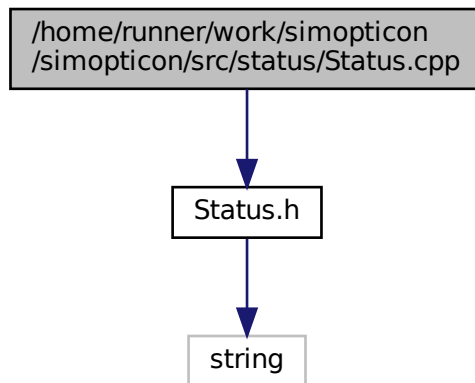 /home/runner/work/simopticon
/simopticon/src/status/Status.cpp
Status.h
string